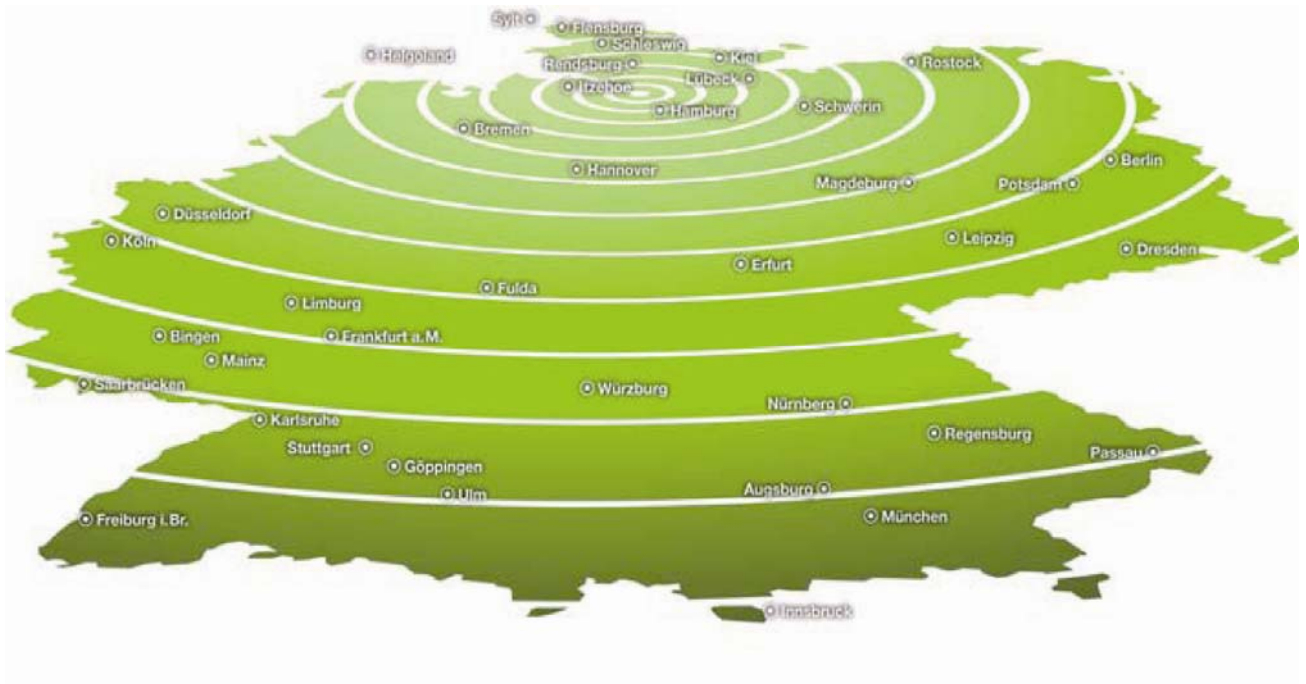 Sylt
Flensburg
Schleswig
Helgoland
Kiel
Rendsburg
Rostock
Lübeck
Itzehoe
Hamburg
Schwerin
Bremen
Hannover
Berlin
Magdeburg
Potsdam
Düsseldorf
Köln
Leipzig
Dresden
Erfurt
Fulda
Limburg
Bingen
Frankfurt a.M.
Mainz
Saarbrücken
Würzburg
Nürnberg
Karlsruhe
Regensburg
Stuttgart
Passau
Göppingen
Ulm
Augsburg
Freiburg i.Br.
München
Innsbruck